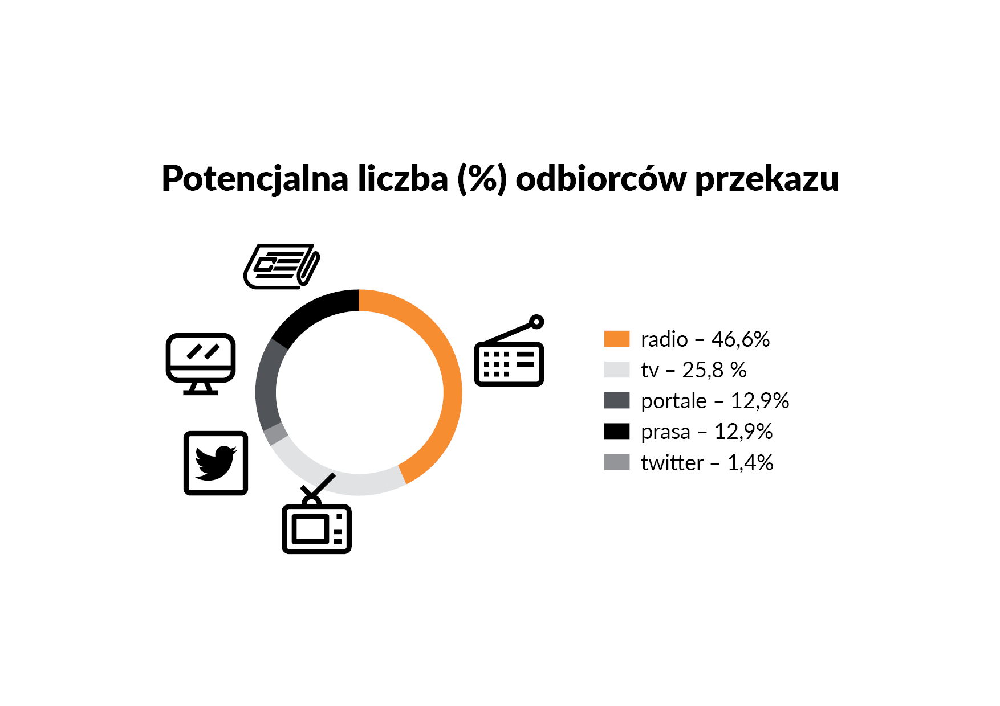 Potencjalna liczba (%) odbiorców przekazu
radio – 46,6%
tv – 25,8 %
portale – 12,9%
prasa – 12,9%
twitter – 1,4%